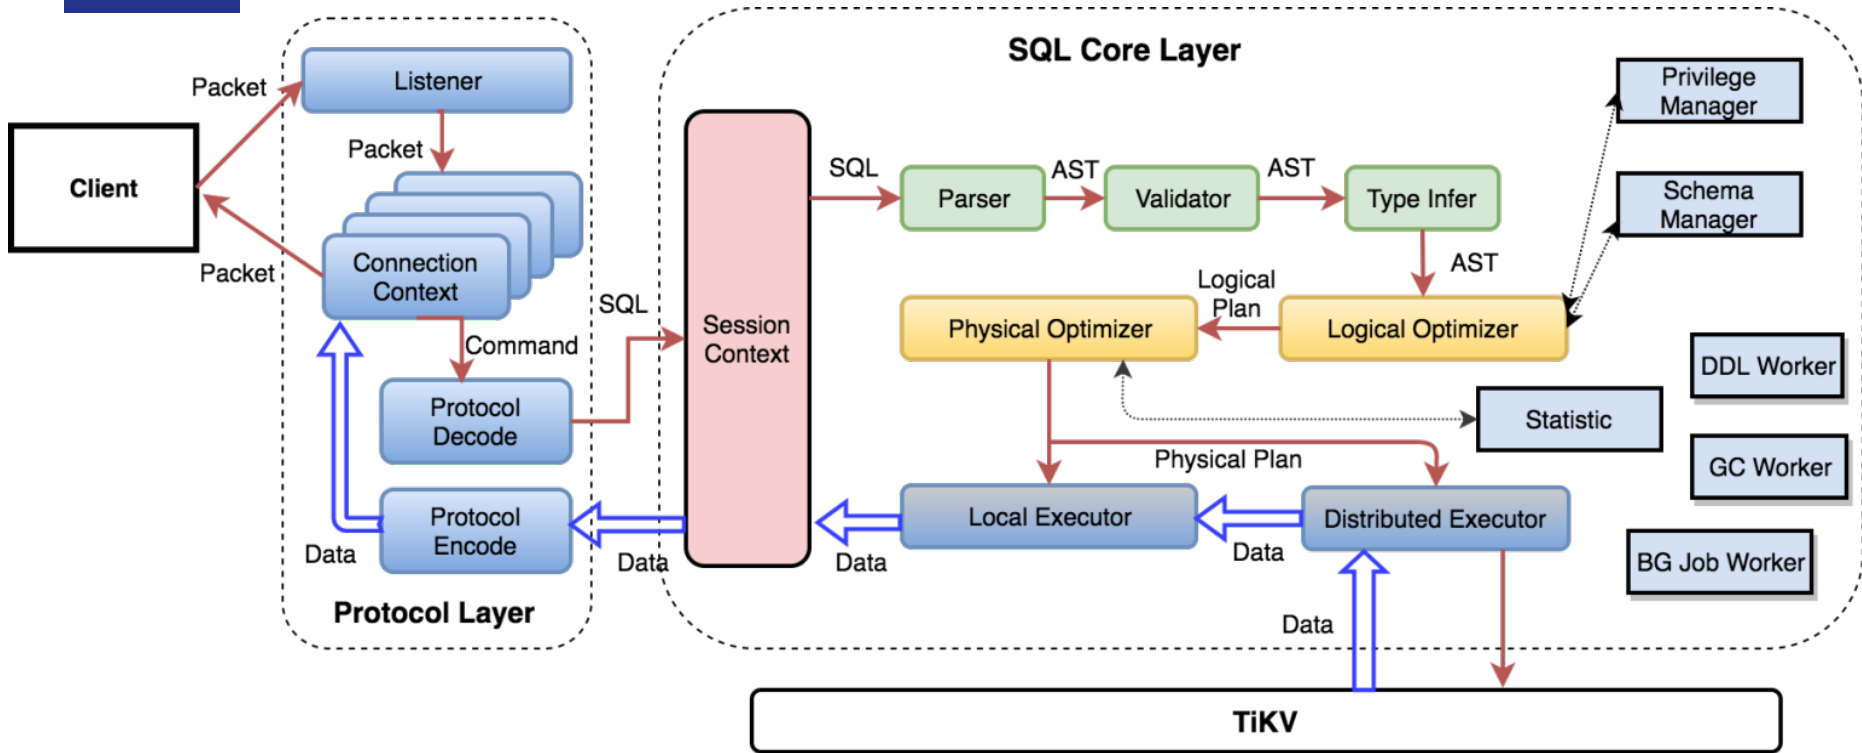 SQL Core Layer
Listener
Packet
Privilege
Manager
Client
Packet
Packet
Connection
Context
Command
Protocol
Decode
SQL
Protocol
Encode
Data
Data
Protocol Layer
Session
Context
SQL
Parser
AST
Validator
AST
Type Infer
Schema
Manager
AST
Logical
Plan
Physical Optimizer
Logical Optimizer
DDL Worker
Statistic
GC Worker
Physical Plan
Local Executor
Distributed Executor
Data
Data
BG Job Worker
Data
TiKV